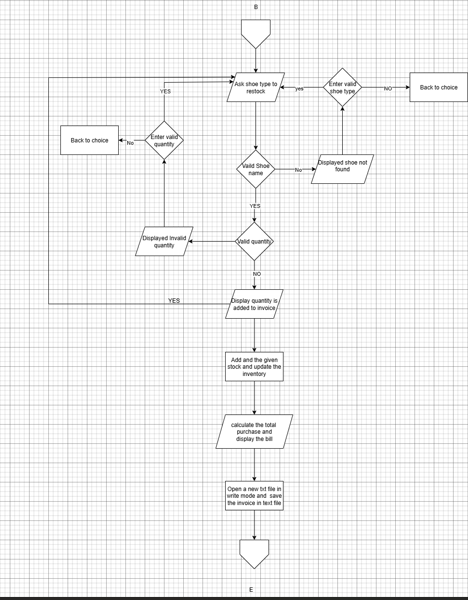 B
Ask shoe type to
restock
yes
Enter valid
shoe type
NO
Back to choice
YES
Back to choice
No
Enter valid
quantity
Vaild Shoe
name
No
Displayed shoe not
found
YES
Displayed invalid
quantity
Valid quantity
NO
YES
Display quantity is
added to invoice
Add and the given
stock and update the
inventory
calculate the total
purchase and
display the bill
Open a new txt file in
write mode and save
the invoice in text file
E